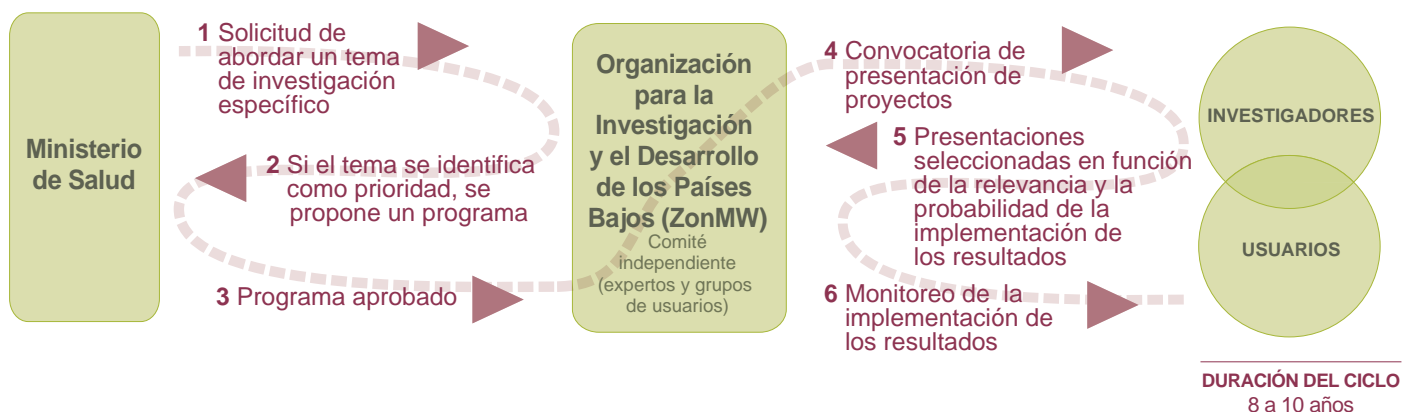 Ministerio
de Salud
1 Solicitud de
abordar un tema
de investigación
específico
2 Si el tema se identifica
como prioridad, se
propone un programa
3 Programa aprobado
Organización
para la
Investigación
y el Desarrollo
de los Países
Bajos (ZonMW)
Comité
independiente
(expertos y grupos
de usuarios)
4 Convocatoria de
presentación de
proyectos
5 Presentaciones
seleccionadas en función
de la relevancia y la
probabilidad de la
implementación de
los resultados
6 Monitoreo de la
implementación de
los resultados
INVESTIGADORES
USUARIOS
DURACIÓN DEL CICLO
8 a 10 años